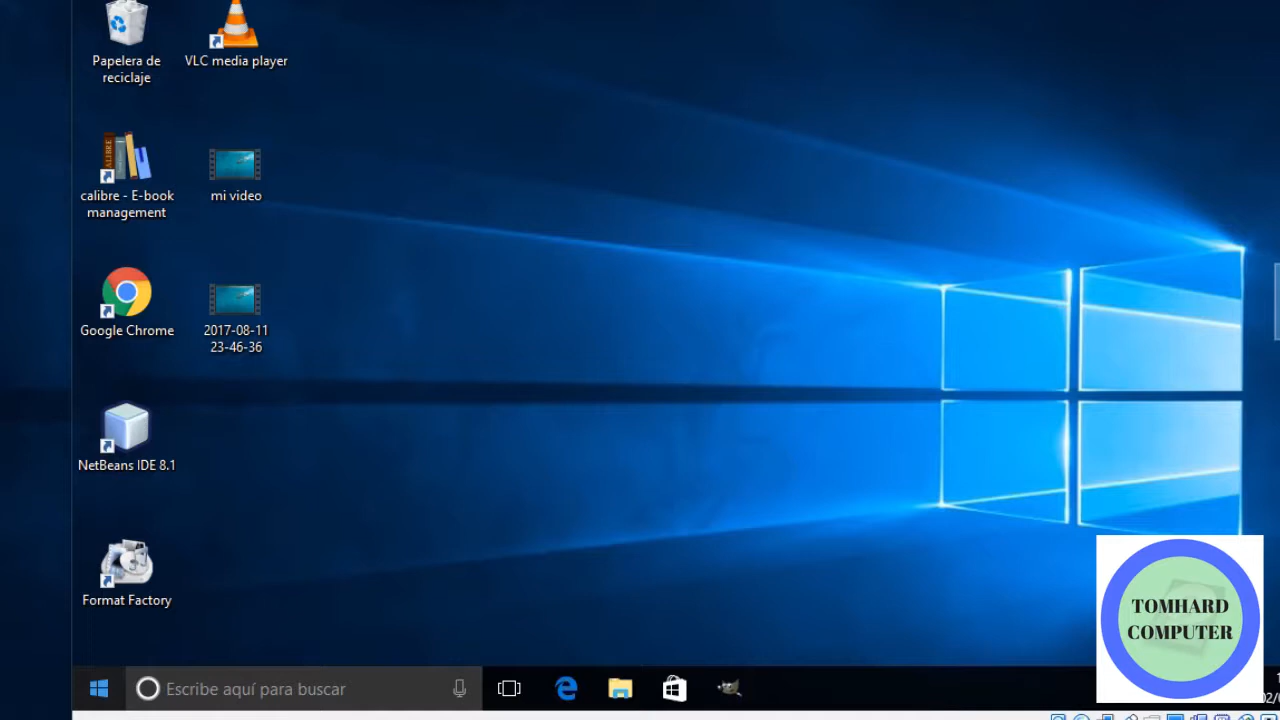 Papelera de
reciclaje
VLC media player
calibre - E-book
management
mi video
Google Chrome
2017-08-11
23-46-36
NetBeans IDE 8.1
Format Factory
TOMHARD
COMPUTER
Escribe aquí para buscar